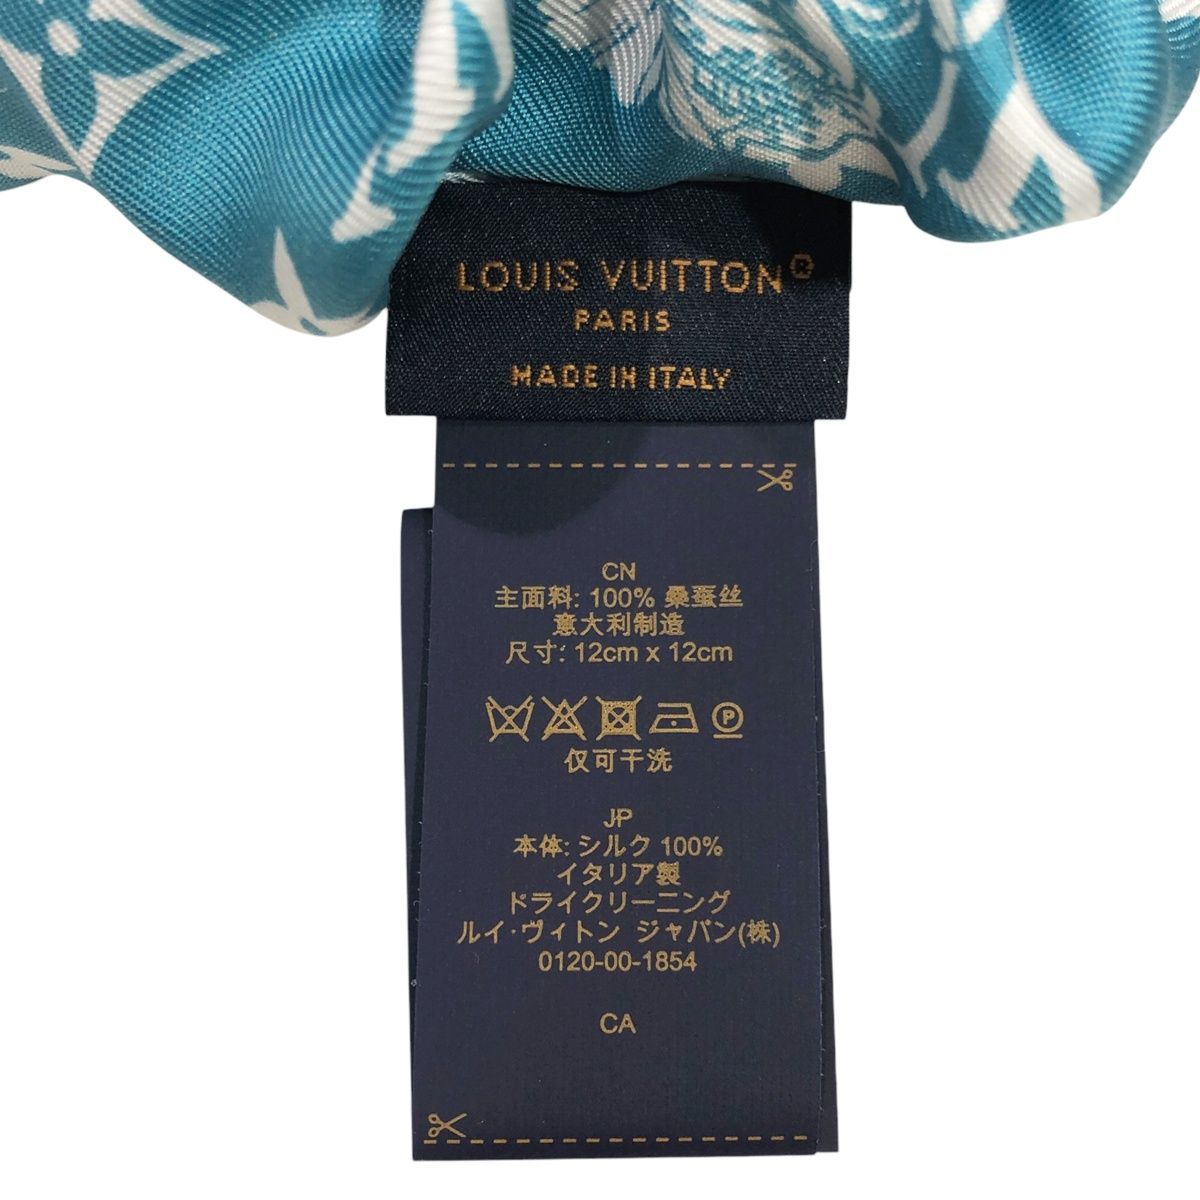 LOUIS VUITTON®
PARIS
MADE IN ITALY
CN
主面料: 100% 桑蚕丝
意大利制造
尺寸: 12cm x 12cm
P
仅可干洗
JP
本体: シルク 100%
イタリア製
ドライクリーニング
ルイ·ヴィトン ジャパン(株)
0120-00-1854
CA